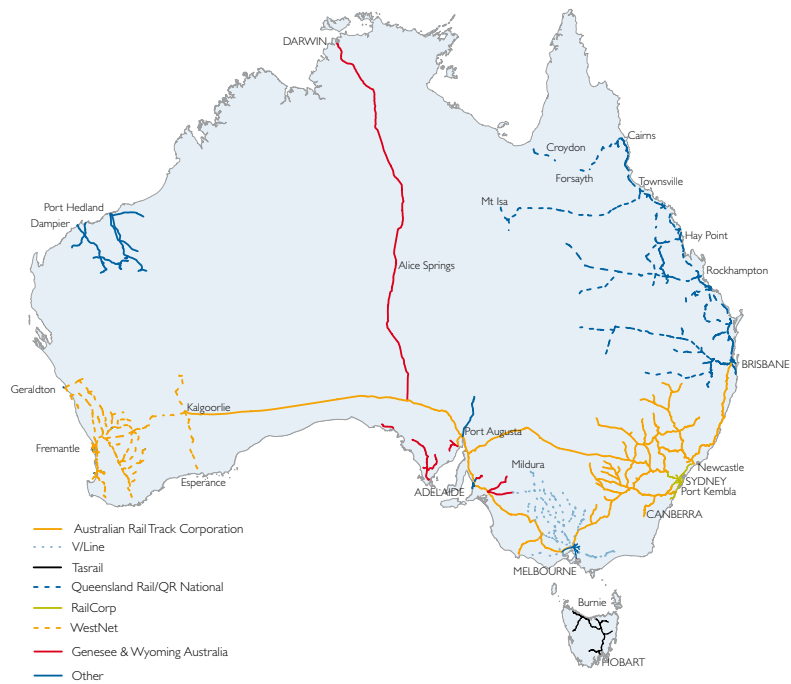 DARWIN
Cairns
Croydon
Forsayth
Townsville
Mt Isa
Port Hedland
Dampier
Hay Point
Alice Springs
Rockhampton
BRISBANE
Geraldton
Kalgoorlie
Port Augusta
Fremantle
Mildura
Newcastle
Esperance
SYDNEY
ADELAIDE
Port Kembla
CANBERRA
MELBOURNE
Burnie
HOBART
Australian Rail Track Corporation
V/Line
Tasrail
Queensland Rail/QR National
RailCorp
WestNet
Genesee & Wyoming Australia
Other